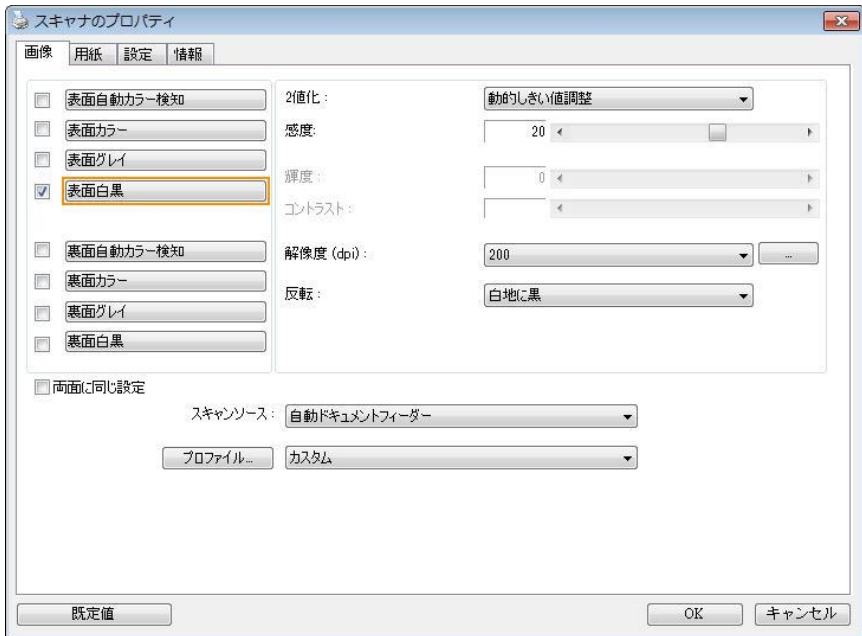 スキャナのプロパティ
画像 用紙 設定 情報
表面自動カラー検知
表面カラー
表面グレイ
表面白黒
裏面自動カラー検知
裏面カラー
裏面グレイ
裏面白黒
2値化： 動的しきい値調整
感度: 20
輝度： 0
コントラスト：
解像度 (dpi)： 200 ...
反転： 白地に黒
両面に同じ設定
スキャンソース： 自動ドキュメントフィーダー
プロファイル... カスタム
既定値 OK キャンセル